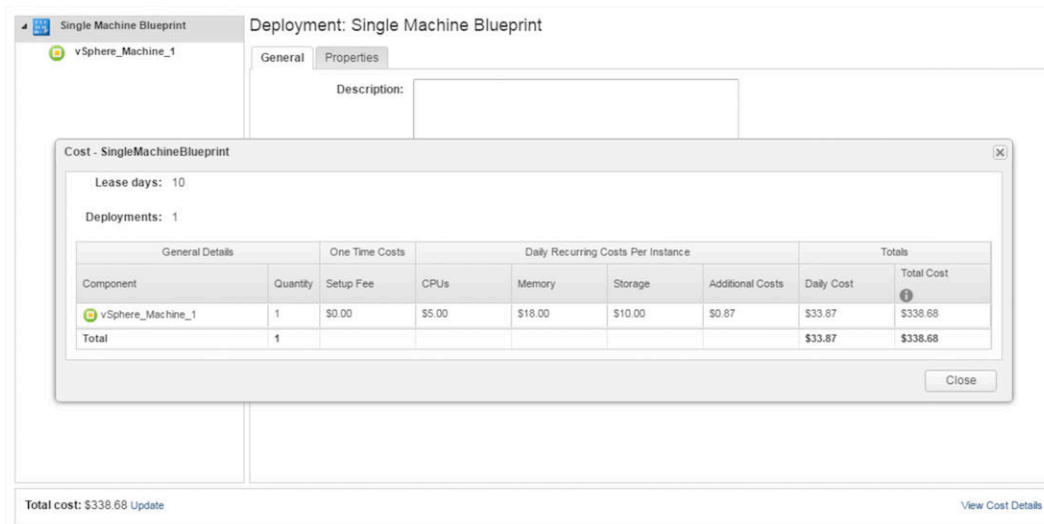 Single Machine Blueprint
vSphere_Machine_1
Deployment: Single Machine Blueprint
General Properties
Description:
Cost - SingleMachineBlueprint
Lease days: 10
Deployments: 1
General Details One Time Costs Daily Recurring Costs Per Instance Totals
Component Quantity Setup Fee CPUs Memory Storage Additional Costs Daily Cost Total Cost
vSphere_Machine_1 1 $0.00 $5.00 $18.00 $10.00 $0.87 $33.87 $338.68
Total 1 $33.87 $338.68
Close
Total cost: $338.68 Update View Cost Details